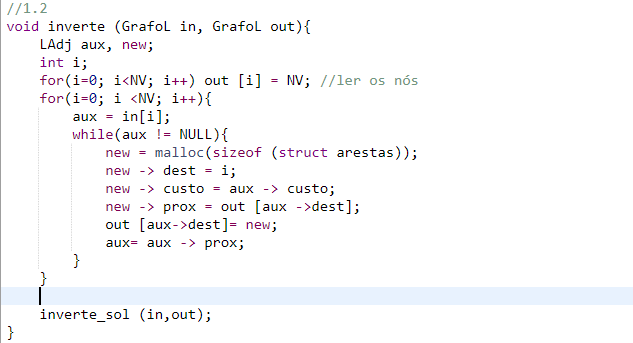 //1.2
void inverte (GrafoL in, GrafoL out){
    LAdj aux, new;
    int i;
    for(i=0; i<NV; i++) out [i] = NV; //ler os nós
    for(i=0; i <NV; i++){
        aux = in[i];
        while(aux != NULL){
            new = malloc(sizeof (struct arestas));
            new -> dest = i;
            new -> custo = aux -> custo;
            new -> prox = out [aux ->dest];
            out [aux->dest]= new;
            aux= aux -> prox;
        }
    }
    inverte_sol (in,out);
}